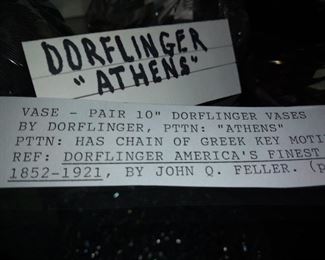 DORFLINGER
"ATHENS"
VASE - PAIR 10" DORFLINGER VASES
BY DORFLINGER, PTTN: "ATHENS"
PTTN: HAS CHAIN OF GREEK KEY MOTI
REF: DORFLINGER AMERICA'S FINEST
1852-1921, BY JOHN Q. FELLER. (